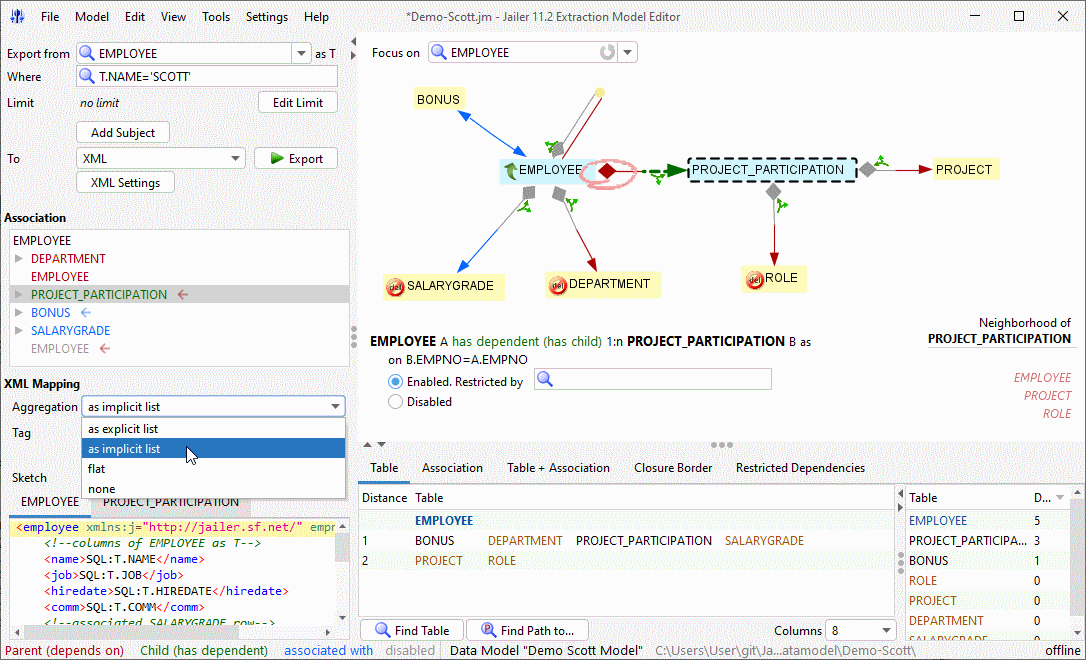 File Model Edit View Tools Settings Help *Demo-Scott.jm - Jailer 11.2 Extraction Model Editor
Export from EMPLOYEE as T
Where T.NAME='SCOTT'
Limit no limit Edit Limit
Add Subject
To XML Export
XML Settings
Association
EMPLOYEE
DEPARTMENT
EMPLOYEE
PROJECT_PARTICIPATION
BONUS
SALARYGRADE
EMPLOYEE
XML Mapping
Aggregation as implicit list
Tag
as explicit list
as implicit list
flat
none
Sketch
EMPLOYEE PROJECT_PARTICIPATION
<employee xmlns:j="http://jailer.sf.net/" empr
<!--columns of EMPLOYEE as T-->
<name>SQL:T.NAME</name>
<job>SQL:T.JOB</job>
<hiredate>SQL:T.HIREDATE</hiredate>
<comm>SQL:T.COMM</comm>
<!--associated SALARYGRADE row-->
Focus on EMPLOYEE
BONUS
EMPLOYEE PROJECT_PARTICIPATION PROJECT
del SALARYGRADE del DEPARTMENT del ROLE
EMPLOYEE A has dependent (has child) 1:n PROJECT_PARTICIPATION B as
on B.EMPNO=A.EMPNO
Enabled. Restricted by
Disabled
Neighborhood of
PROJECT_PARTICIPATION
EMPLOYEE
PROJECT
ROLE
Table Association Table + Association Closure Border Restricted Dependencies
Distance Table
EMPLOYEE
1 BONUS DEPARTMENT PROJECT_PARTICIPATION SALARYGRADE
2 PROJECT ROLE
Find Table Find Path to... Columns 8
Table D...
EMPLOYEE 5
PROJECT_PARTICIPA... 3
BONUS 1
ROLE 0
PROJECT 0
DEPARTMENT 0
SALARYGRADE 0
Parent (depends on) Child (has dependent) associated with disabled Data Model "Demo Scott Model" C:\Users\User\git\Ja...atamodel\Demo-Scott\ offline